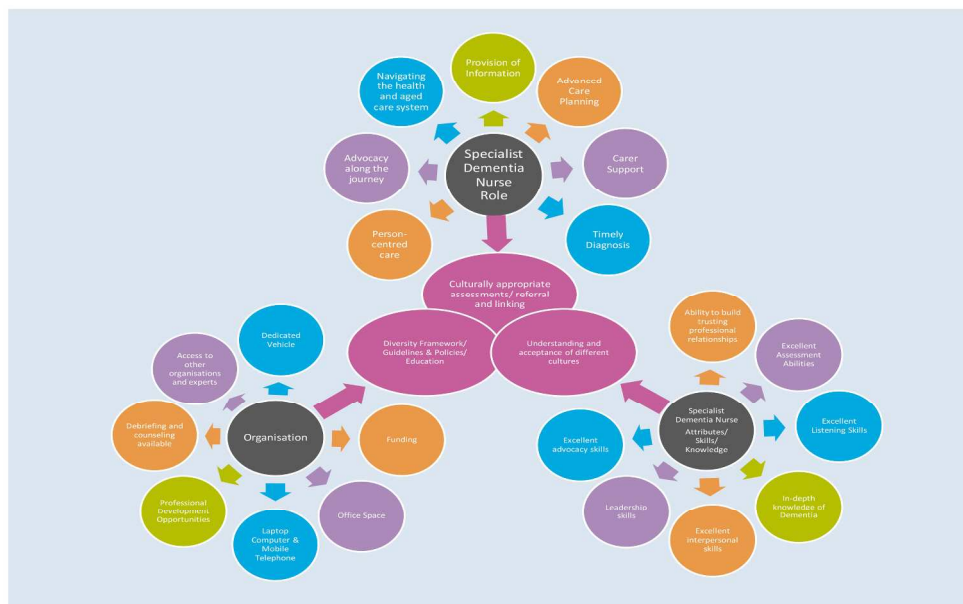 Provision of
Information
Navigating
the health
and aged
care system
Advanced
Care
Planning
Specialist
Dementia
Nurse
Role
Advocacy
along the
journey
Carer
Support
Person-
centred
care
Timely
Diagnosis
Culturally appropriate
assessments/ referral
and linking
Diversity Framework/
Guidelines & Policies/
Education
Understanding and
acceptance of different
cultures
Dedicated
Vehicle
Access to
other
organisations
and experts
Debriefing and
counseling
available
Organisation
Funding
Professional
Development
Opportunities
Laptop
Computer &
Mobile
Telephone
Office Space
Ability to build
trusting
professional
relationships
Excellent
Assessment
Abilities
Specialist
Dementia Nurse
Attributes/
Skills/
Knowledge
Excellent
Listening Skills
Excellent
advocacy skills
Leadership
skills
Excellent
Interpersonal
skills
In-depth
knowledge of
Dementia